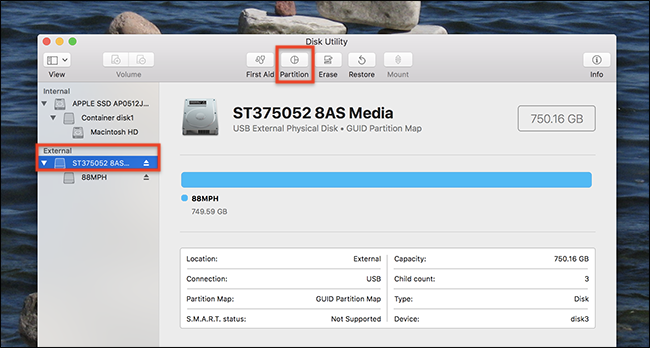 Disk Utility
View
Volume
First Aid
Partition
Erase
Restore
Mount
Info
Internal
APPLE SSD AP0512J...
Container disk1
Macintosh HD
External
ST375052 8AS...
88MPH
ST375052 8AS Media
USB External Physical Disk • GUID Partition Map
750.16 GB
88MPH
749.59 GB
Location: External
Capacity: 750.16 GB
Connection: USB
Child count: 3
Partition Map: GUID Partition Map
Type: Disk
S.M.A.R.T. status: Not Supported
Device: disk3